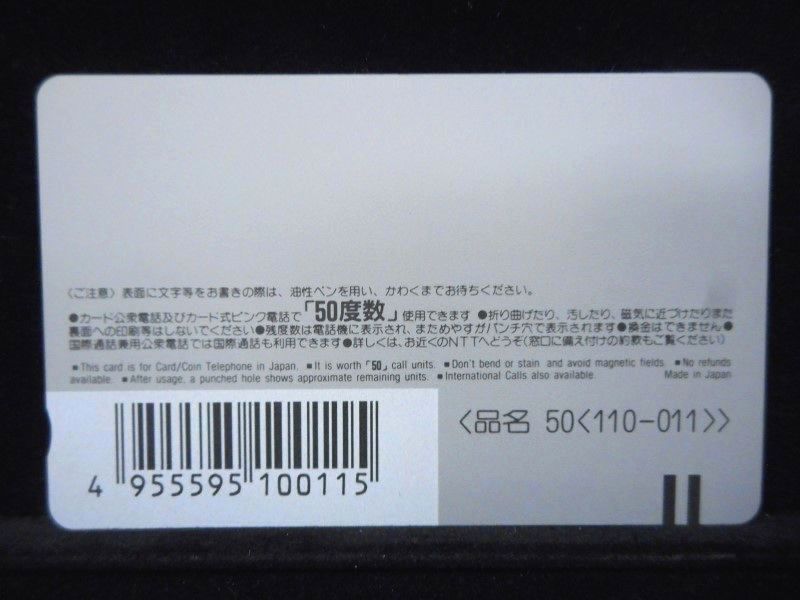 〈ご注意〉表面に文字等をお書きの際は、油性ペンを用い、かわくまでお待ちください。
●カード公衆電話及びカード式ピンク電話で「50度数」使用できます ●折り曲げたり、汚したり、磁気に近づけたりまた
裏面への印刷等はしないでください●残度数は電話機に表示され、まためやすがパンチ穴で表示されます●換金はできません●
国際通話兼用公衆電話では国際通話も利用できます●詳しくは、お近くのNTTへどうぞ(窓口に備え付けの約款もご覧ください)
■This card is for Card/Coin Telephone in Japan. ■It is worth「50」call units. ■Don't bend or stain and avoid magnetic fields. ■No refunds
available. ■After usage, a punched hole shows approximate remaining units. ■International Calls also available. Made in Japan
〈品名 50〈110-011〉〉
4 955595 100115